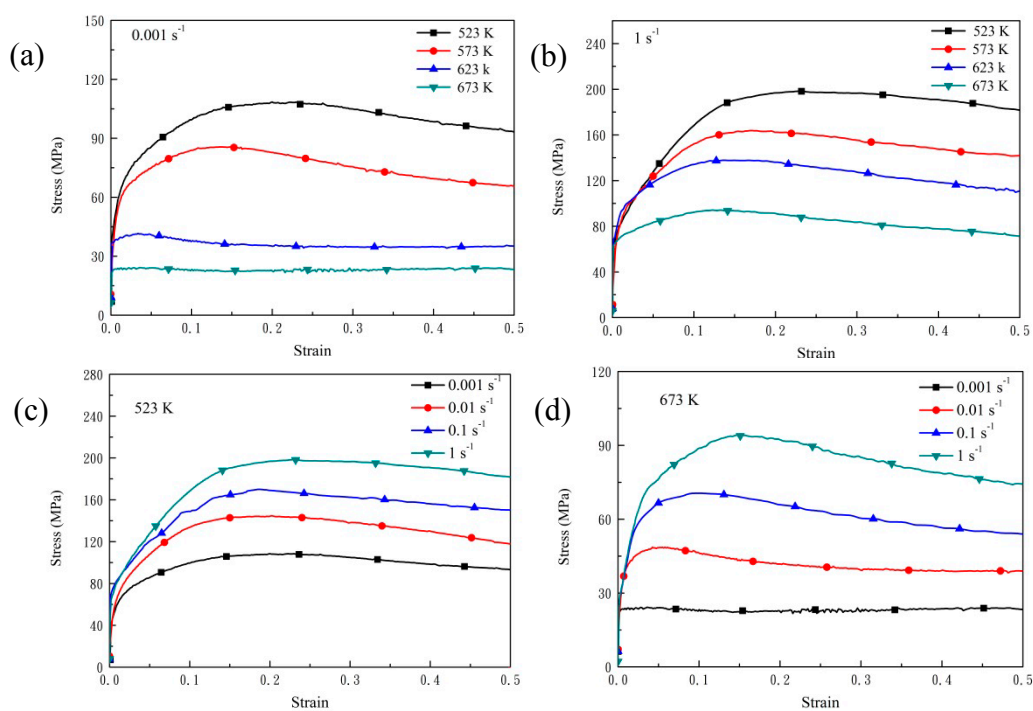 (a)
0.001 s⁻¹
523 K
573 K
623 k
673 K
150
120
90
60
30
0
Stress (MPa)
0.0 0.1 0.2 0.3 0.4 0.5
Strain
(b)
1 s⁻¹
523 K
573 K
623 K
673 K
240
200
160
120
80
40
0
Stress (MPa)
0.0 0.1 0.2 0.3 0.4 0.5
Strain
(c)
523 K
0.001 s⁻¹
0.01 s⁻¹
0.1 s⁻¹
1 s⁻¹
280
240
200
160
120
80
40
0
Stress (MPa)
0.0 0.1 0.2 0.3 0.4 0.5
Strain
(d)
673 K
0.001 s⁻¹
0.01 s⁻¹
0.1 s⁻¹
1 s⁻¹
120
90
60
30
0
Stress (MPa)
0.0 0.1 0.2 0.3 0.4 0.5
Strain